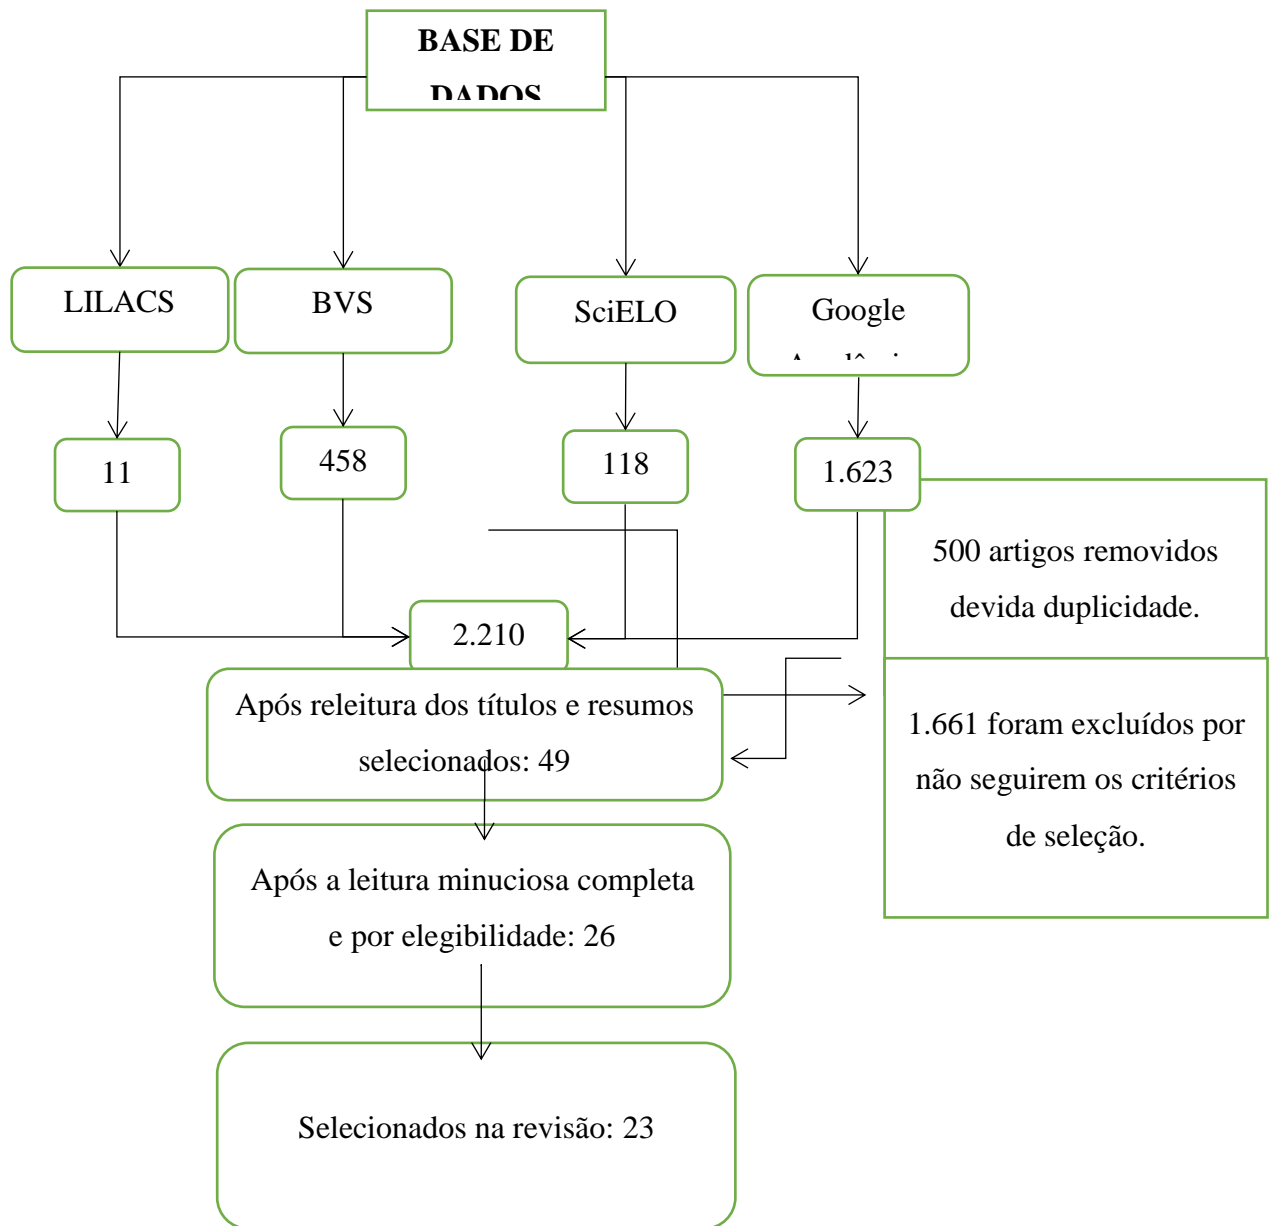 BASE DE
DADOS
LILACS
BVS
SciELO
Google
11
458
118
1.623
500 artigos removidos
devida duplicidade.
2.210
Após releitura dos títulos e resumos
selecionados: 49
1.661 foram excluídos por
não seguirem os critérios
de seleção.
Após a leitura minuciosa completa
e por elegibilidade: 26
Selecionados na revisão: 23